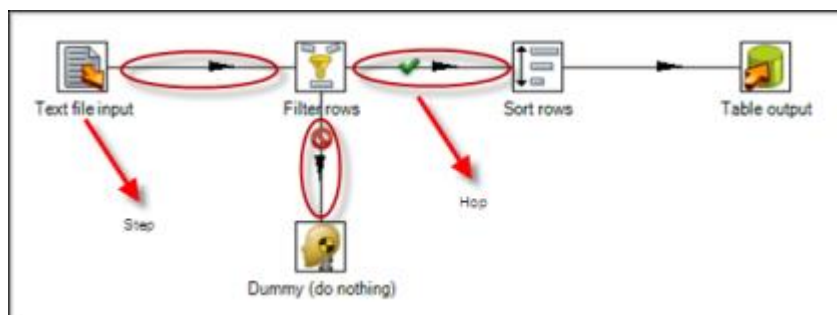 Text file input
Filter rows
Sort rows
Table output
Step
Hop
Dummy (do nothing)